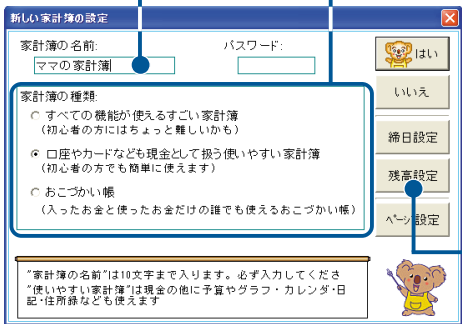 新しい家計簿の設定
家計簿の名前:
パスワード:
ママの家計簿
はい
いいえ
締日設定
残高設定
ページ設定
家計簿の種類:
すべての機能が使えるすごい家計簿
(初心者の方にはちょっと難しいかも)
口座やカードなども現金として扱う使いやすい家計簿
(初心者の方でも簡単に使えます)
おこづかい帳
(入ったお金と使ったお金だけの誰でも使えるおこづかい帳)
"家計簿の名前"は10文字まで入ります。必ず入力してくださ
"使いやすい家計簿"は現金の他に予算やグラフ・カレンダ・日
記・住所録なども使えます